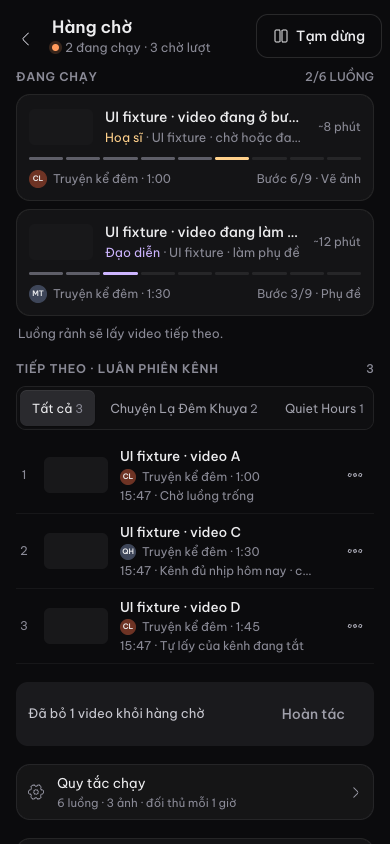 Hàng chờ
2 đang chạy · 3 chờ lượt
Tạm dừng
ĐANG CHẠY
2/6 LUỒNG
UI fixture · video đang ở bư...
~8 phút
Hoạ sĩ · UI fixture · chờ hoặc đa...
CL Truyện kể đêm · 1:00
Bước 6/9 · Vẽ ảnh
UI fixture · video đang làm ...
~12 phút
Đạo diễn · UI fixture · làm phụ đề
MT Truyện kể đêm · 1:30
Bước 3/9 · Phụ đề
Luồng rảnh sẽ lấy video tiếp theo.
TIẾP THEO · LUÂN PHIÊN KÊNH
3
Tất cả 3
Chuyện Lạ Đêm Khuya 2
Quiet Hours 1
1
UI fixture · video A
CL Truyện kể đêm · 1:00
15:47 · Chờ luồng trống
2
UI fixture · video C
QH Truyện kể đêm · 1:30
15:47 · Kênh đủ nhịp hôm nay · c...
3
UI fixture · video D
CL Truyện kể đêm · 1:45
15:47 · Tự lấy của kênh đang tắt
Đã bỏ 1 video khỏi hàng chờ
Hoàn tác
Quy tắc chạy
6 luồng · 3 ảnh · đối thủ mỗi 1 giờ